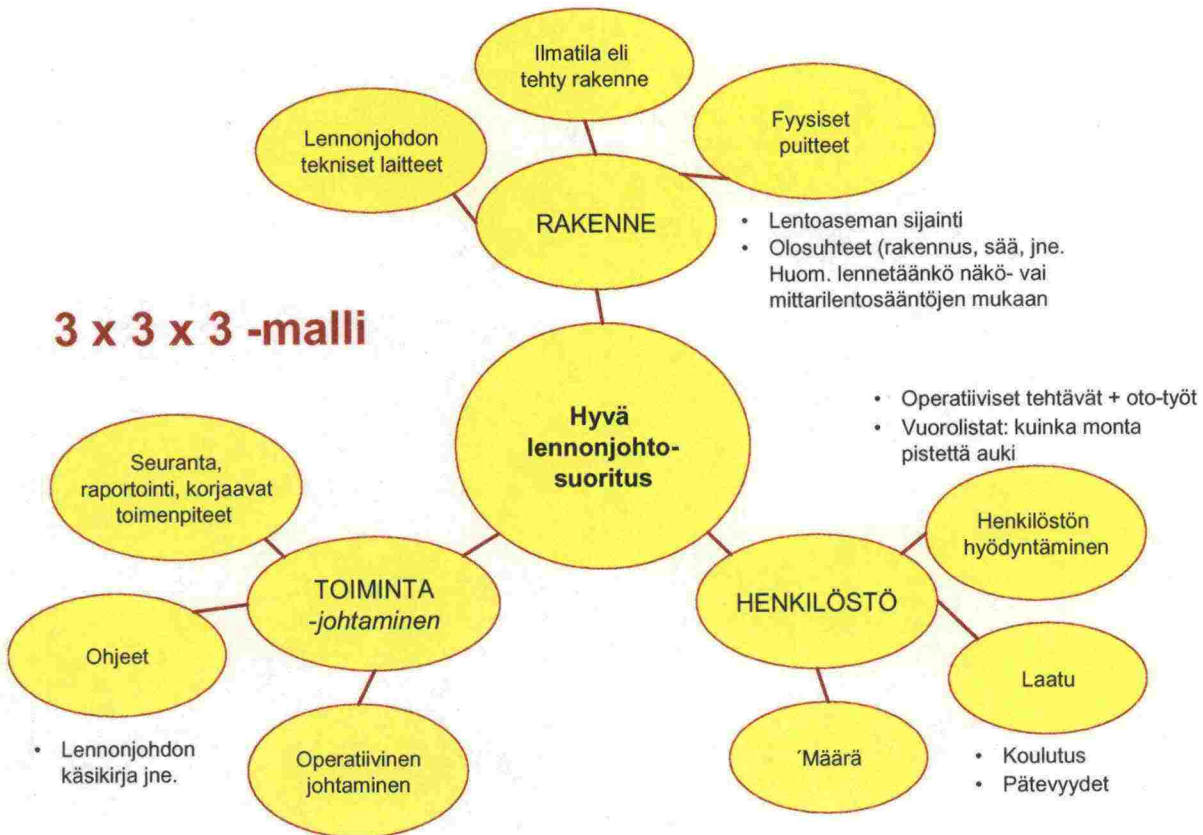 Ilmatila eli
tehty rakenne
Lennonjohdon
tekniset laitteet
Fyysiset
puitteet
RAKENNE
• Lentoaseman sijainti
• Olosuhteet (rakennus, sää, jne.
Huom. lennetäänkö näkö- vai
mittarilentosääntöjen mukaan
3 x 3 x 3 -malli
Hyvä
lennonjohto-
suoritus
• Operatiiviset tehtävät + oto-työt
• Vuorolistat: kuinka monta
pistettä auki
Seuranta,
raportointi, korjaavat
toimenpiteet
Henkilöstön
hyödyntäminen
TOIMINTA
-johtaminen
HENKILÖSTÖ
Ohjeet
Laatu
• Lennonjohdon
käsikirja jne.
Operatiivinen
johtaminen
´Määrä
• Koulutus
• Pätevyydet